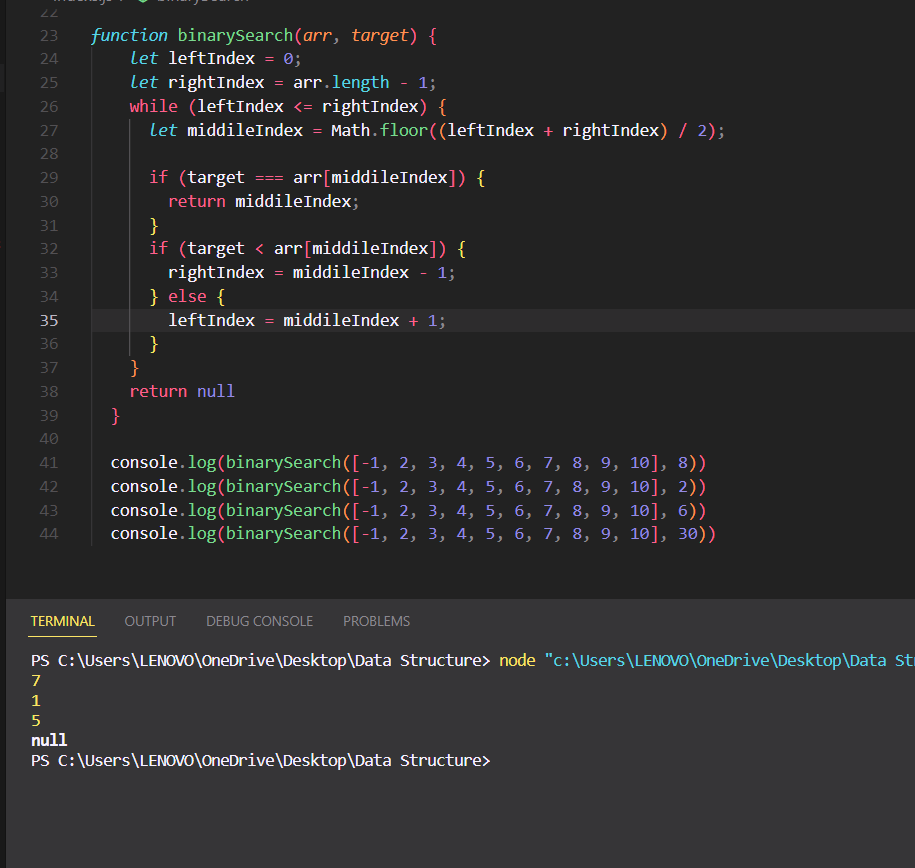 22
23 function binarySearch(arr, target) {
24 let leftIndex = 0;
25 let rightIndex = arr.length - 1;
26 while (leftIndex <= rightIndex) {
27 let middileIndex = Math.floor((leftIndex + rightIndex) / 2);
28
29 if (target === arr[middileIndex]) {
30 return middileIndex;
31 }
32 if (target < arr[middileIndex]) {
33 rightIndex = middileIndex - 1;
34 } else {
35 leftIndex = middileIndex + 1;
36 }
37 }
38 return null
39 }
40
41 console.log(binarySearch([-1, 2, 3, 4, 5, 6, 7, 8, 9, 10], 8))
42 console.log(binarySearch([-1, 2, 3, 4, 5, 6, 7, 8, 9, 10], 2))
43 console.log(binarySearch([-1, 2, 3, 4, 5, 6, 7, 8, 9, 10], 6))
44 console.log(binarySearch([-1, 2, 3, 4, 5, 6, 7, 8, 9, 10], 30))
TERMINAL OUTPUT DEBUG CONSOLE PROBLEMS
PS C:\Users\LENOVO\OneDrive\Desktop\Data Structure> node "c:\Users\LENOVO\OneDrive\Desktop\Data St
7
1
5
null
PS C:\Users\LENOVO\OneDrive\Desktop\Data Structure>